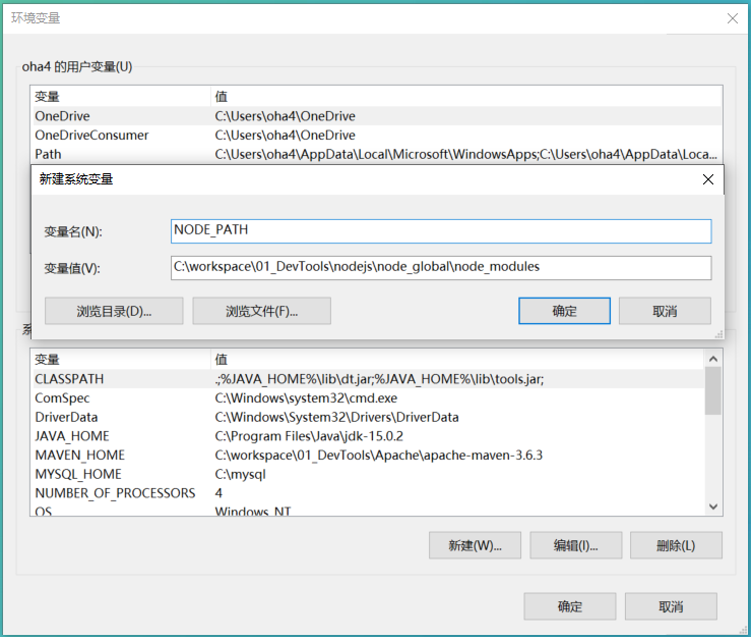 环境变量
oha4 的用户变量(U)
变量 值
OneDrive C:\Users\oha4\OneDrive
OneDriveConsumer C:\Users\oha4\OneDrive
Path C:\Users\oha4\AppData\Local\Microsoft\WindowsApps;C:\Users\oha4\AppData\Loca...
新建系统变量
变量名(N): NODE_PATH
变量值(V): C:\workspace\01_DevTools\nodejs\node_global\node_modules
浏览目录(D)... 浏览文件(F)... 确定 取消
系
变量 值
CLASSPATH .;%JAVA_HOME%\lib\dt.jar;%JAVA_HOME%\lib\tools.jar;
ComSpec C:\Windows\system32\cmd.exe
DriverData C:\Windows\System32\Drivers\DriverData
JAVA_HOME C:\Program Files\Java\jdk-15.0.2
MAVEN_HOME C:\workspace\01_DevTools\Apache\apache-maven-3.6.3
MYSQL_HOME C:\mysql
NUMBER_OF_PROCESSORS 4
OS Windows_NT
新建(W)... 编辑(I)... 删除(L)
确定 取消